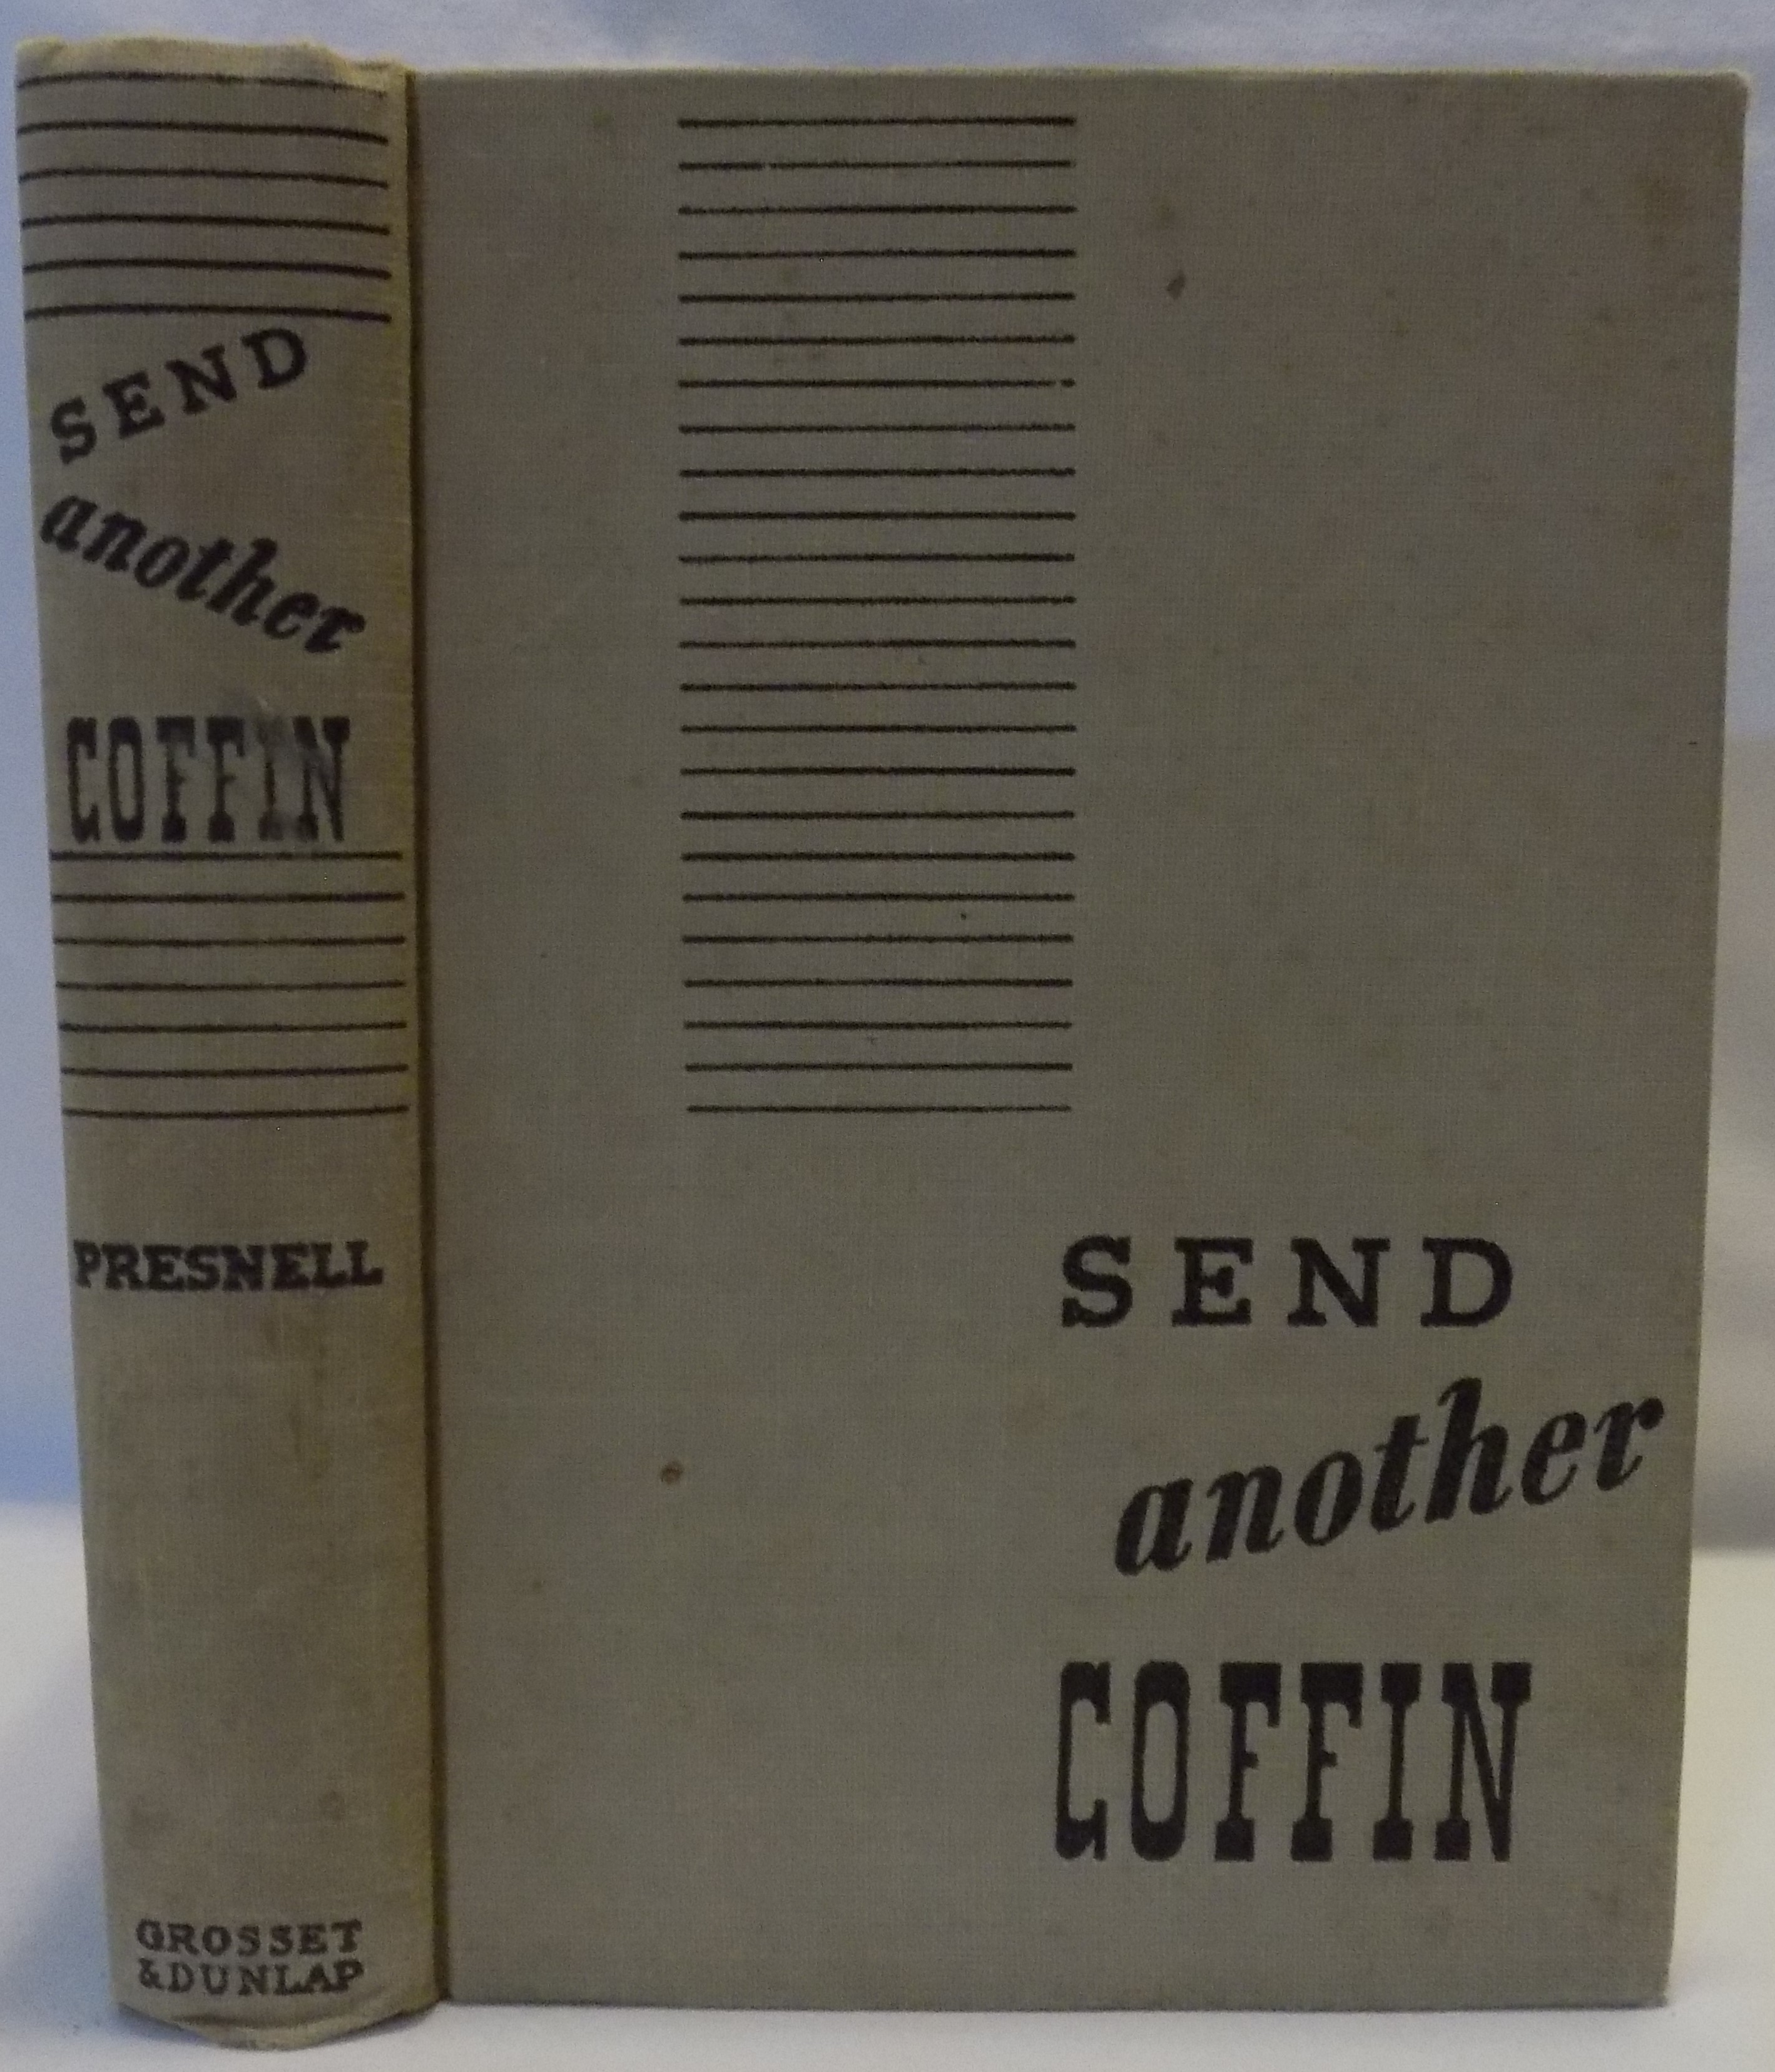 SEND
another
COFFIN
PRESNELL
GROSSET
&DUNLAP
SEND
another
COFFIN